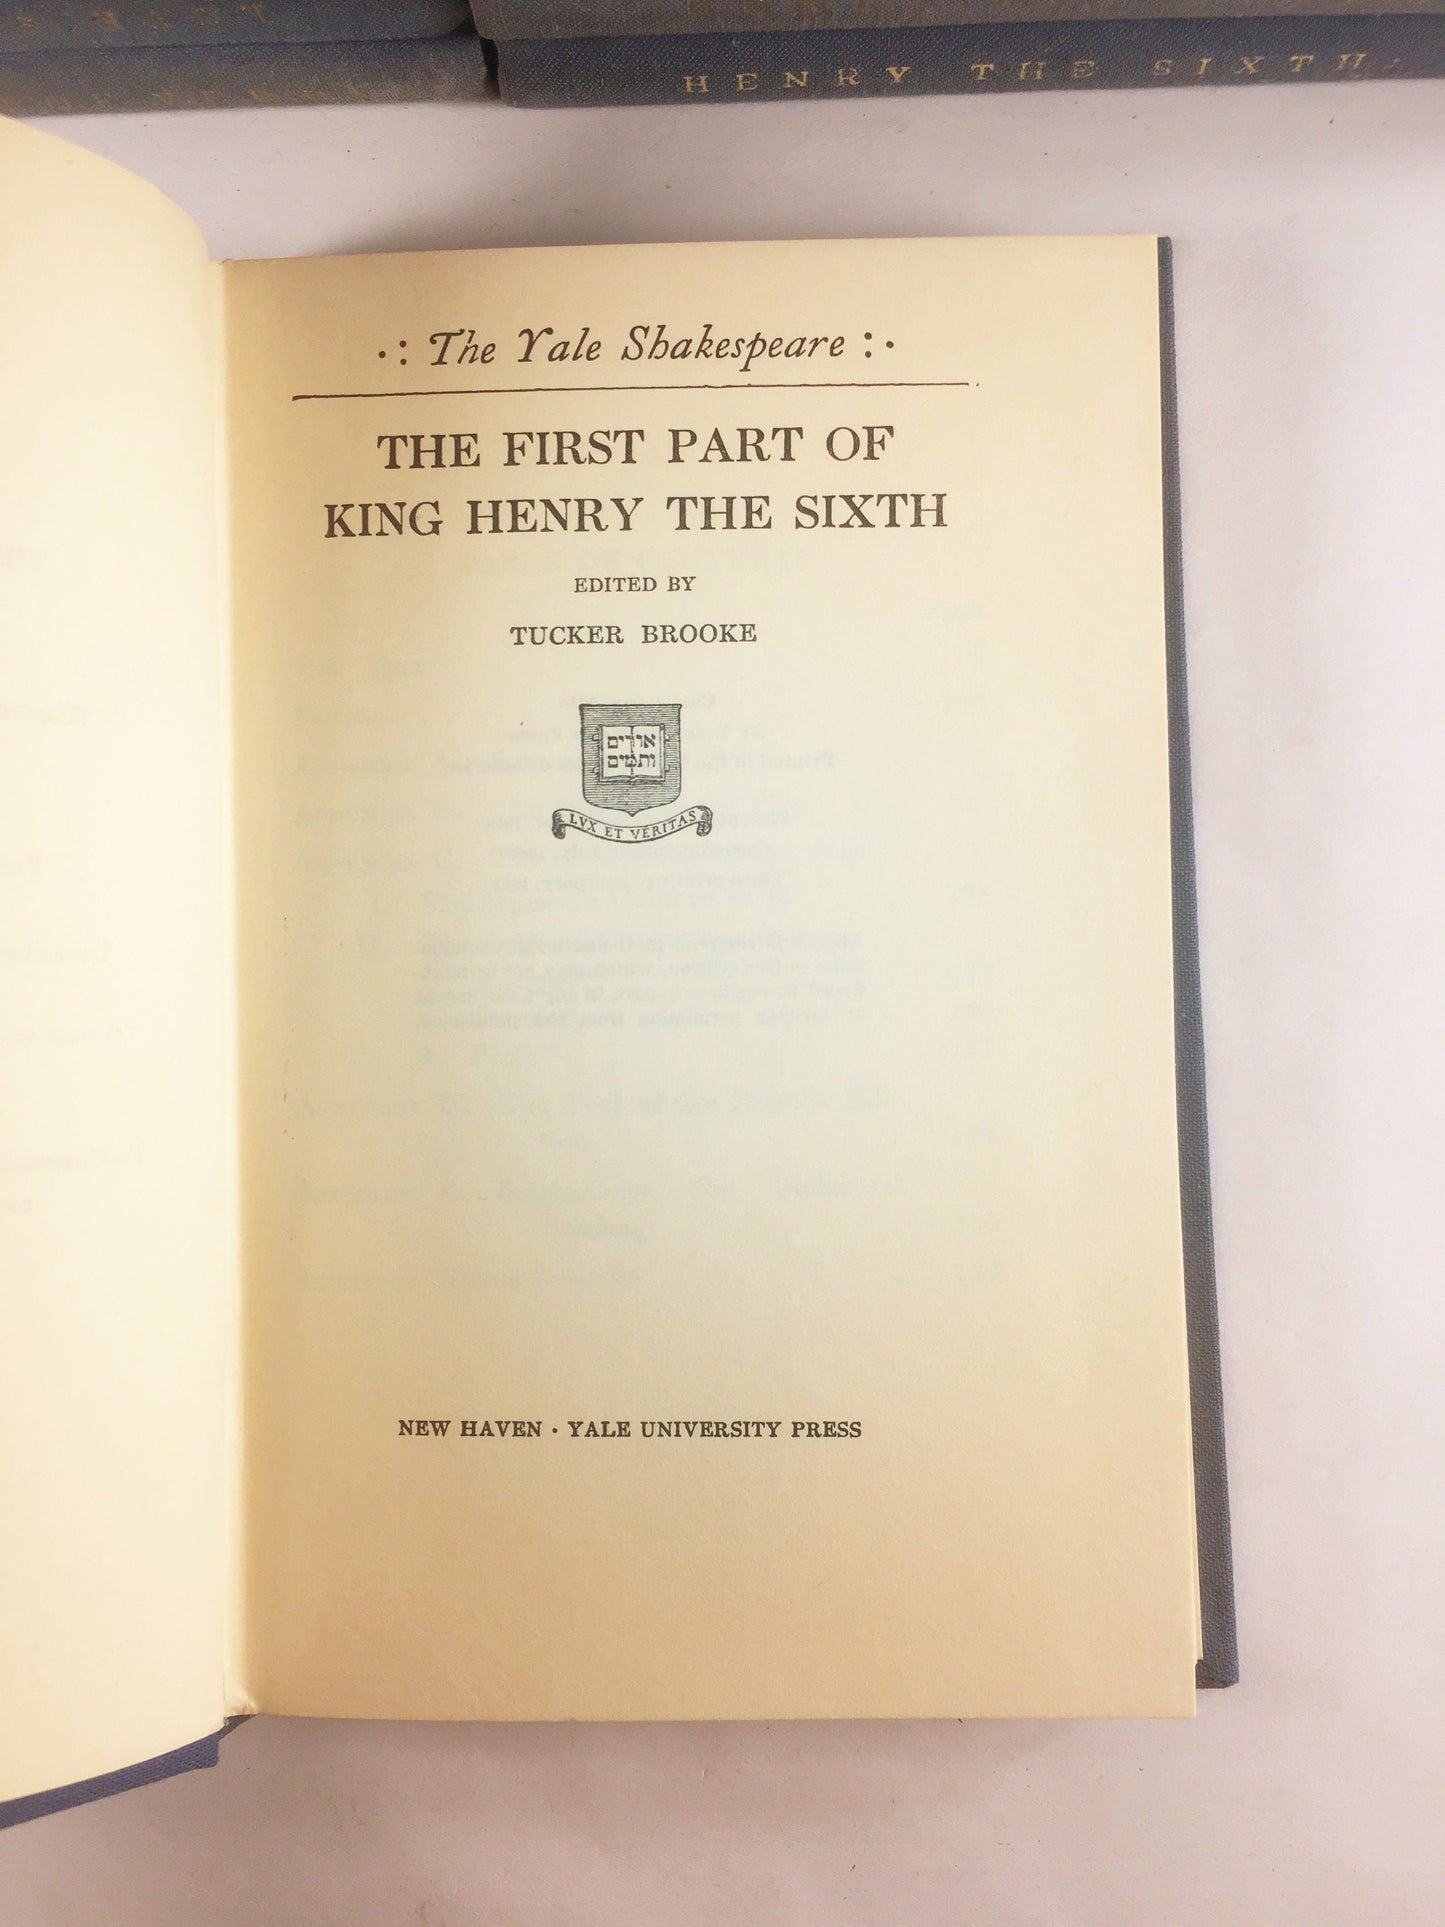 HENRY THE SIXTH
The Yale Shakespeare
THE FIRST PART OF
KING HENRY THE SIXTH
EDITED BY
TUCKER BROOKE
אורים
ותמים
LVX ET VERITAS
NEW HAVEN · YALE UNIVERSITY PRESS